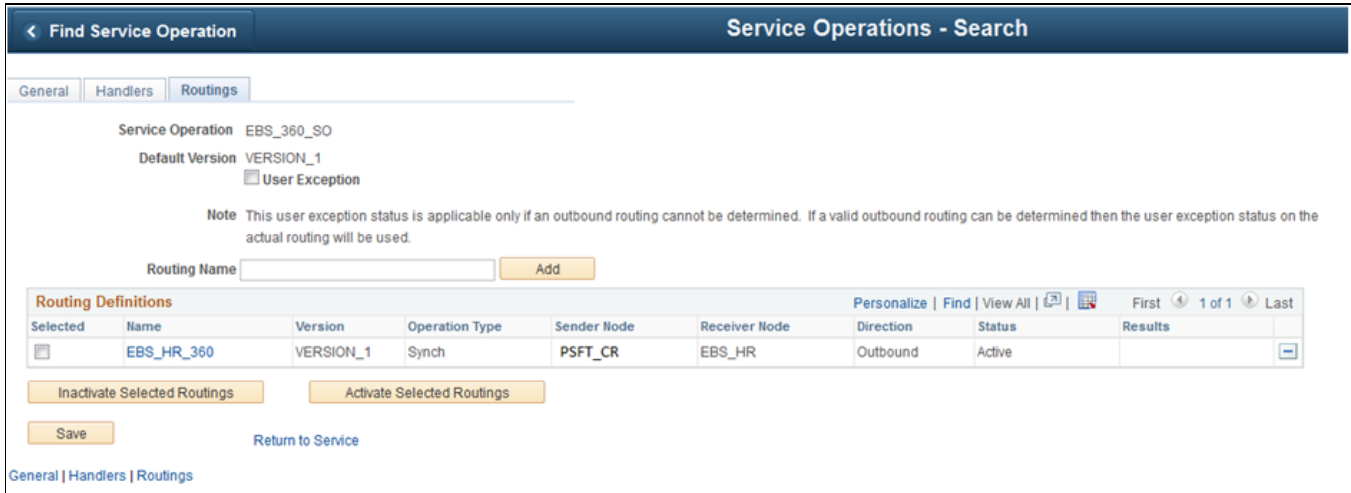 Find Service Operation Service Operations - Search
General Handlers Routings
Service Operation EBS_360_SO
Default Version VERSION_1
User Exception
Note This user exception status is applicable only if an outbound routing cannot be determined. If a valid outbound routing can be determined then the user exception status on the
actual routing will be used.
Routing Name Add
Routing Definitions Personalize | Find | View All | | First 1 of 1 Last
Selected Name Version Operation Type Sender Node Receiver Node Direction Status Results
EBS_HR_360 VERSION_1 Synch PSFT_CR EBS_HR Outbound Active
Inactivate Selected Routings Activate Selected Routings
Save Return to Service
General | Handlers | Routings